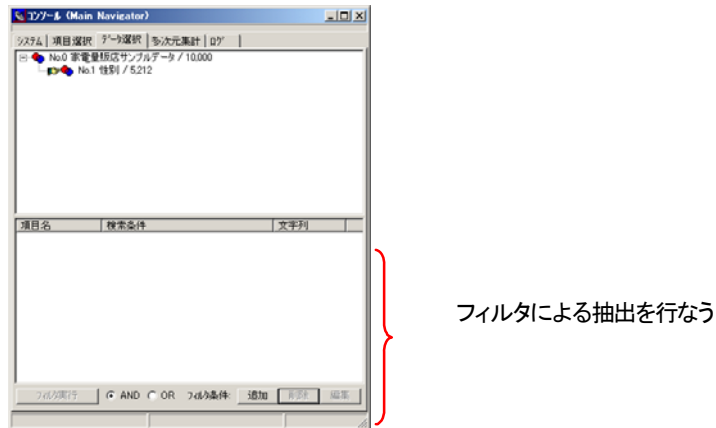 コンソール (Main Navigator)
システム 項目選択 データ選択 多次元集計 ログ
No.0 家電量販店サンプルデータ / 10,000
No.1 性別 / 5,212
項目名 検索条件 文字列
フィルタによる抽出を行なう
フィルタ実行 AND OR フィルタ条件: 追加 削除 編集